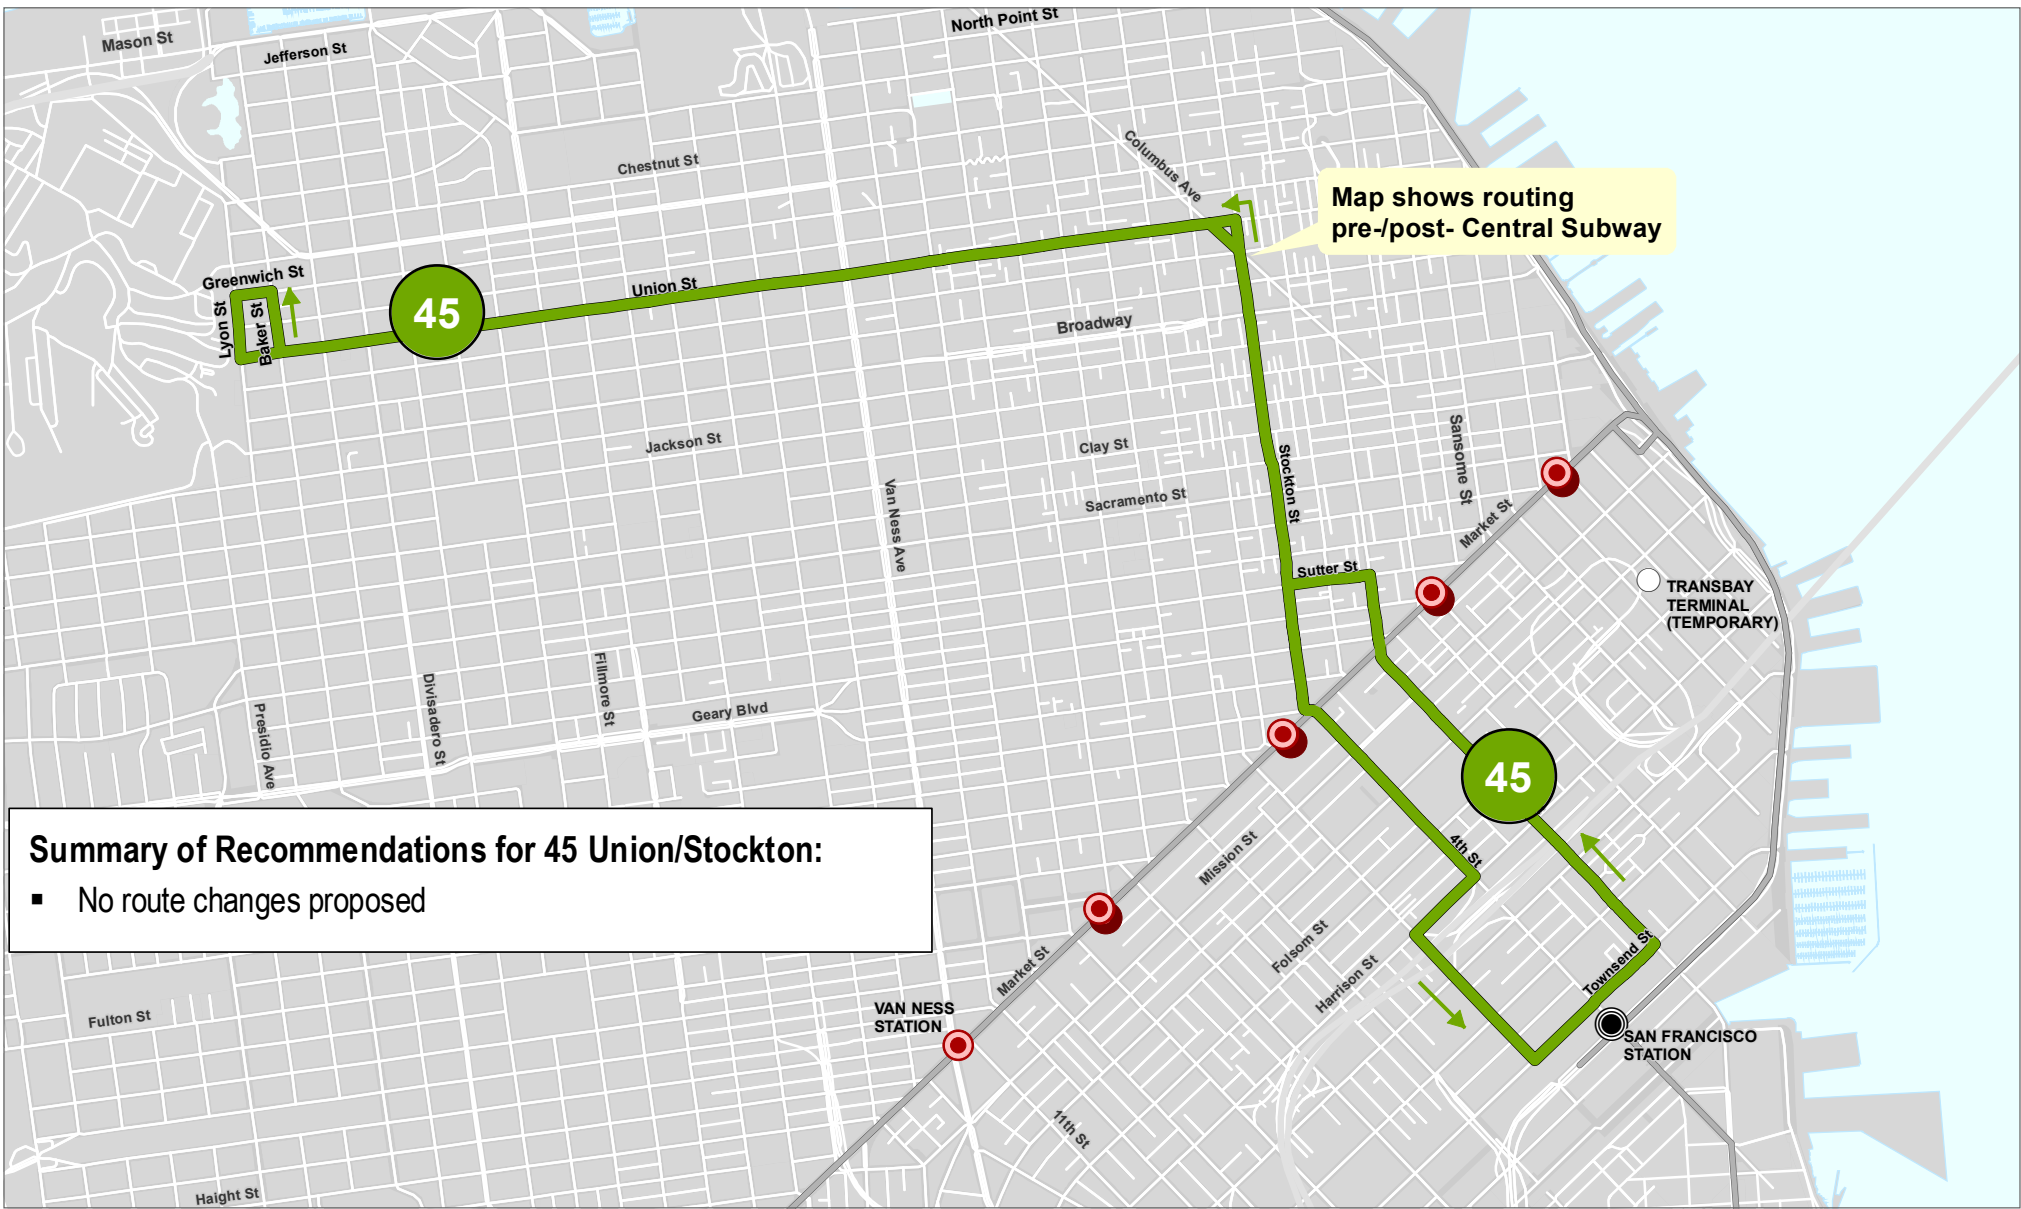 North Point St
Mason St
Jefferson St
Chestnut St
Columbus Ave
Map shows routing
pre-/post- Central Subway
Greenwich St
Lyon St
Baker St
45
Union St
Broadway
Jackson St
Clay St
Sacramento St
Stockton St
Sansome St
Market St
Van Ness Ave
Sutter St
TRANSBAY
TERMINAL
(TEMPORARY)
Fillmore St
Divisadero St
Presidio Ave
Geary Blvd
45
Summary of Recommendations for 45 Union/Stockton:
▪ No route changes proposed
4th St
Mission St
Folsom St
Harrison St
Townsend St
Market St
VAN NESS
STATION
SAN FRANCISCO
STATION
Fulton St
11th St
Haight St